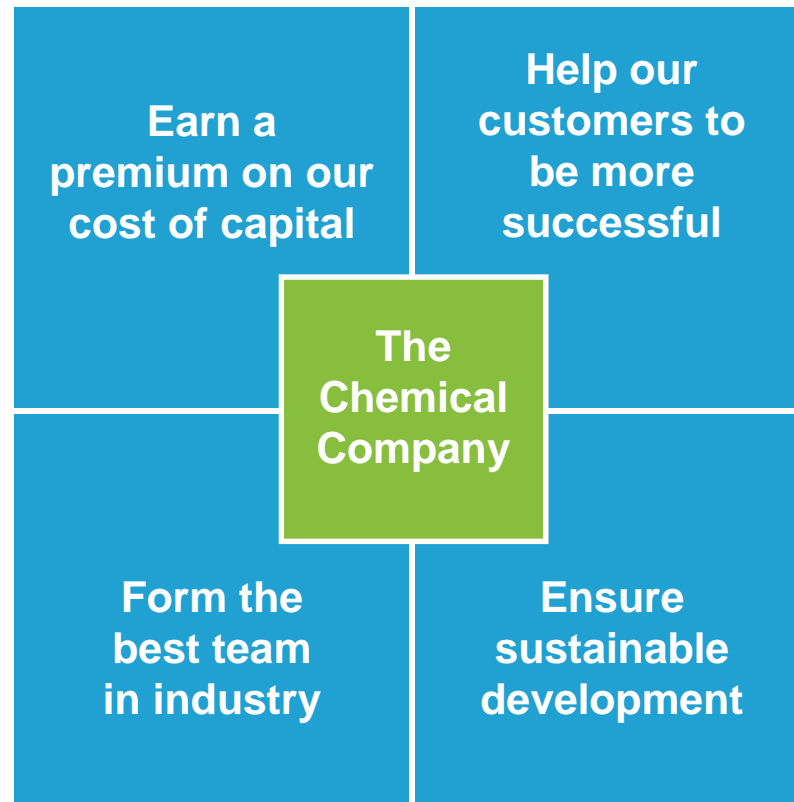 Earn a
premium on our
cost of capital
Help our
customers to
be more
successful
The
Chemical
Company
Form the
best team
in industry
Ensure
sustainable
development